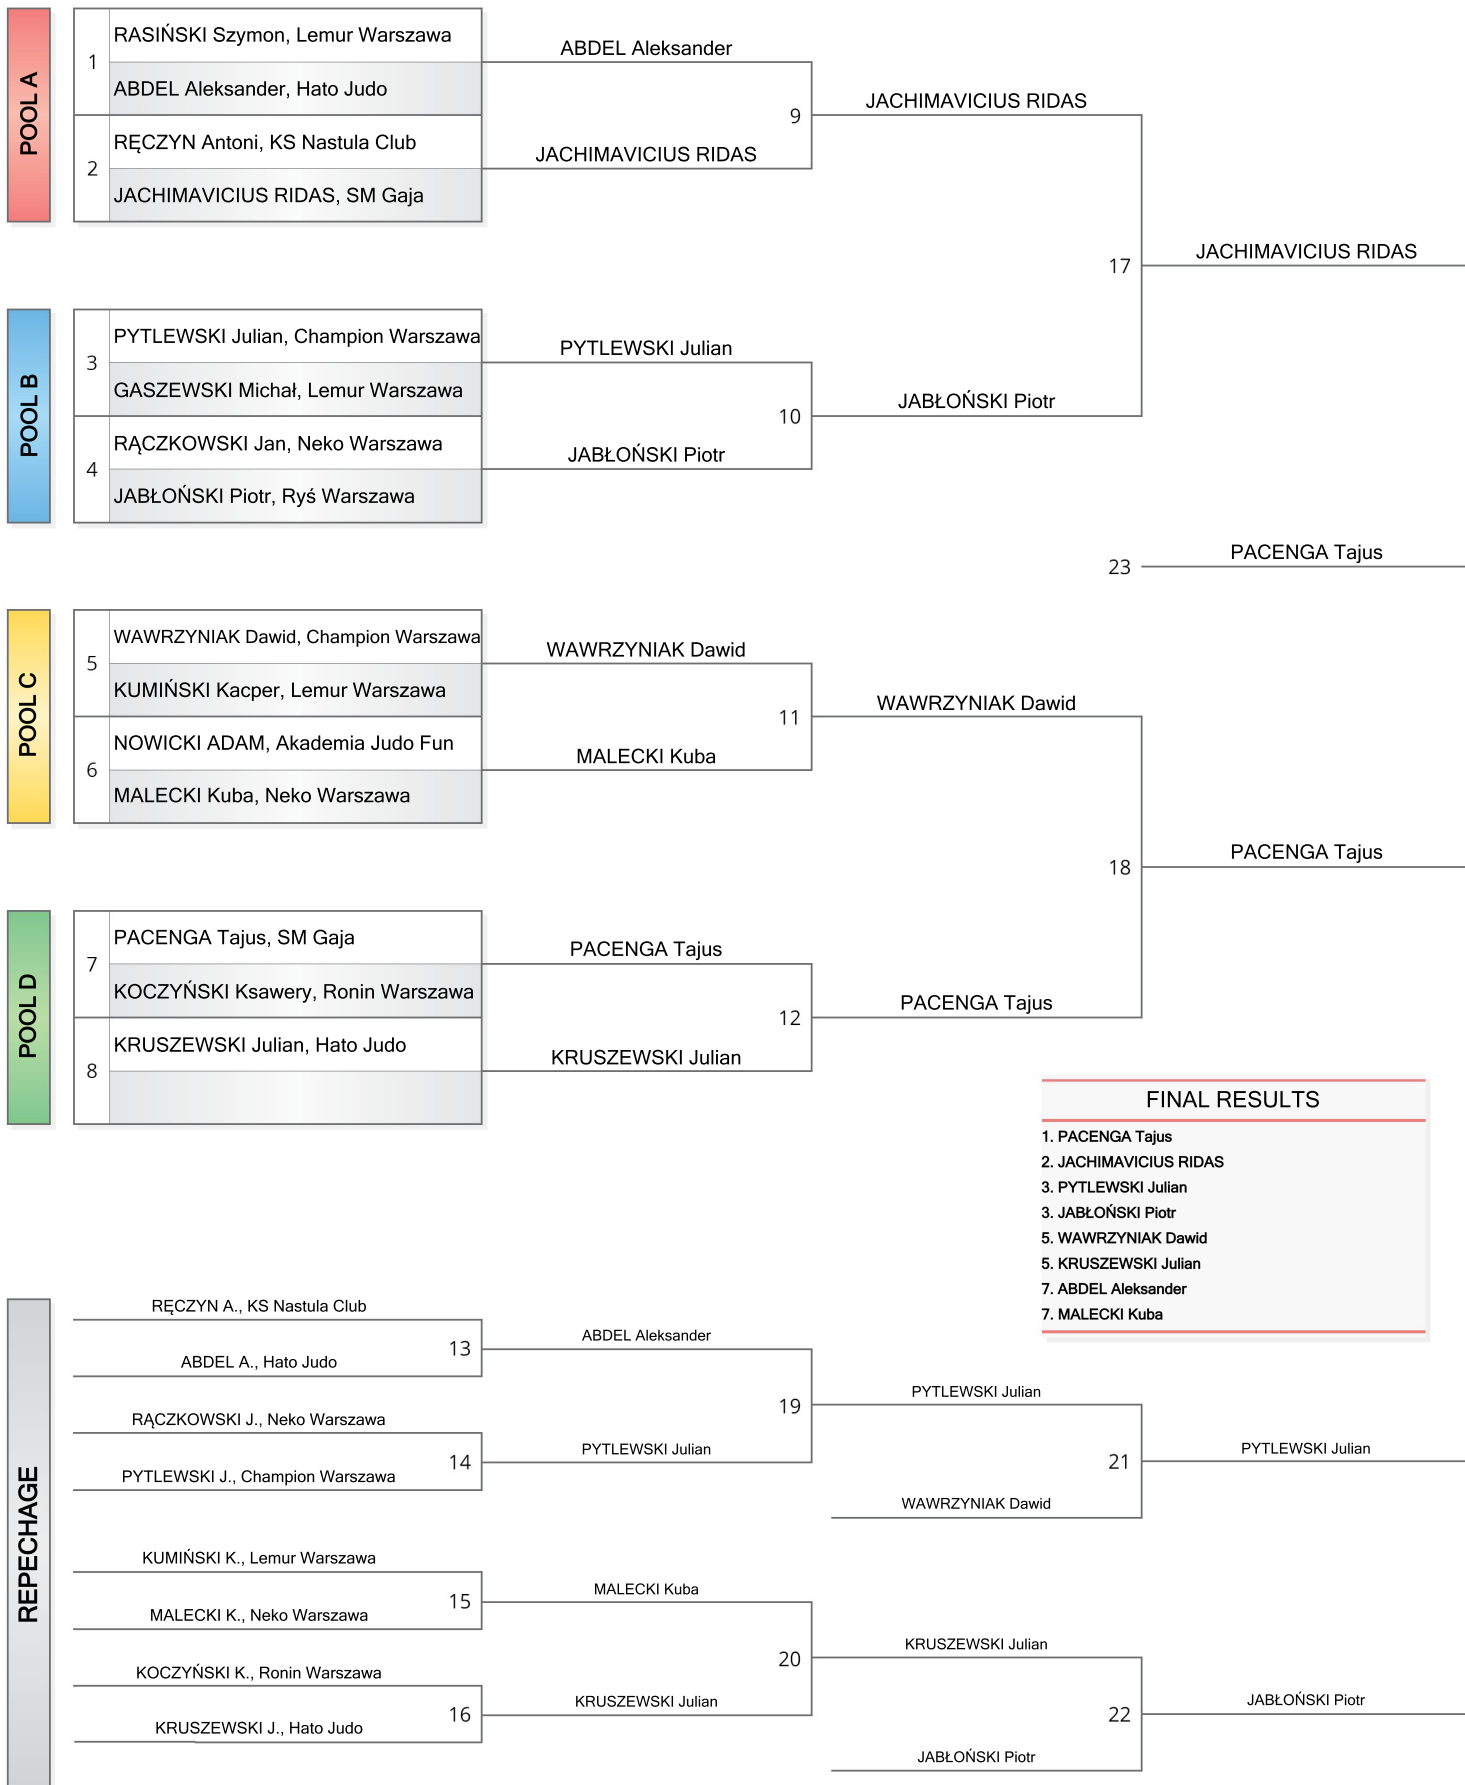 POOL A
1
RASIŃSKI Szymon, Lemur Warszawa
ABDEL Aleksander, Hato Judo
2
RĘCZYN Antoni, KS Nastula Club
JACHIMAVICIUS RIDAS, SM Gaja
ABDEL Aleksander
JACHIMAVICIUS RIDAS
9
JACHIMAVICIUS RIDAS
17
JACHIMAVICIUS RIDAS
POOL B
3
PYTLEWSKI Julian, Champion Warszawa
GASZEWSKI Michał, Lemur Warszawa
4
RĄCZKOWSKI Jan, Neko Warszawa
JABŁOŃSKI Piotr, Ryś Warszawa
PYTLEWSKI Julian
JABŁOŃSKI Piotr
10
JABŁOŃSKI Piotr
23
PACENGA Tajus
POOL C
5
WAWRZYNIAK Dawid, Champion Warszawa
KUMIŃSKI Kacper, Lemur Warszawa
6
NOWICKI ADAM, Akademia Judo Fun
MALECKI Kuba, Neko Warszawa
WAWRZYNIAK Dawid
MALECKI Kuba
11
WAWRZYNIAK Dawid
18
PACENGA Tajus
POOL D
7
PACENGA Tajus, SM Gaja
KOCZYŃSKI Ksawery, Ronin Warszawa
8
KRUSZEWSKI Julian, Hato Judo
PACENGA Tajus
KRUSZEWSKI Julian
12
PACENGA Tajus
FINAL RESULTS
1. PACENGA Tajus
2. JACHIMAVICIUS RIDAS
3. PYTLEWSKI Julian
3. JABŁOŃSKI Piotr
5. WAWRZYNIAK Dawid
5. KRUSZEWSKI Julian
7. ABDEL Aleksander
7. MALECKI Kuba
REPECHAGE
RĘCZYN A., KS Nastula Club
ABDEL A., Hato Judo
13
RĄCZKOWSKI J., Neko Warszawa
PYTLEWSKI J., Champion Warszawa
14
ABDEL Aleksander
PYTLEWSKI Julian
19
PYTLEWSKI Julian
WAWRZYNIAK Dawid
21
PYTLEWSKI Julian
KUMIŃSKI K., Lemur Warszawa
MALECKI K., Neko Warszawa
15
KOCZYŃSKI K., Ronin Warszawa
KRUSZEWSKI J., Hato Judo
16
MALECKI Kuba
KRUSZEWSKI Julian
20
KRUSZEWSKI Julian
JABŁOŃSKI Piotr
22
JABŁOŃSKI Piotr